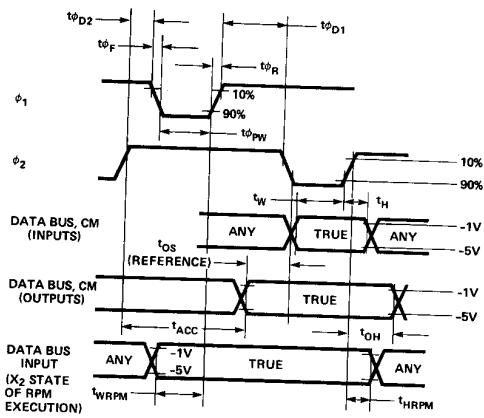 tϕD2
tϕD1
tϕF
tϕR
ϕ1
10%
90%
tϕPW
ϕ2
10%
90%
tW
tH
DATA BUS, CM
(INPUTS)
ANY
TRUE
ANY
-1V
-5V
tOS
(REFERENCE)
DATA BUS, CM
(OUTPUTS)
TRUE
-1V
-5V
tACC
tOH
DATA BUS
INPUT
(X2 STATE
OF RPM
EXECUTION)
ANY
-1V
-5V
TRUE
ANY
tWRPM
tHRPM